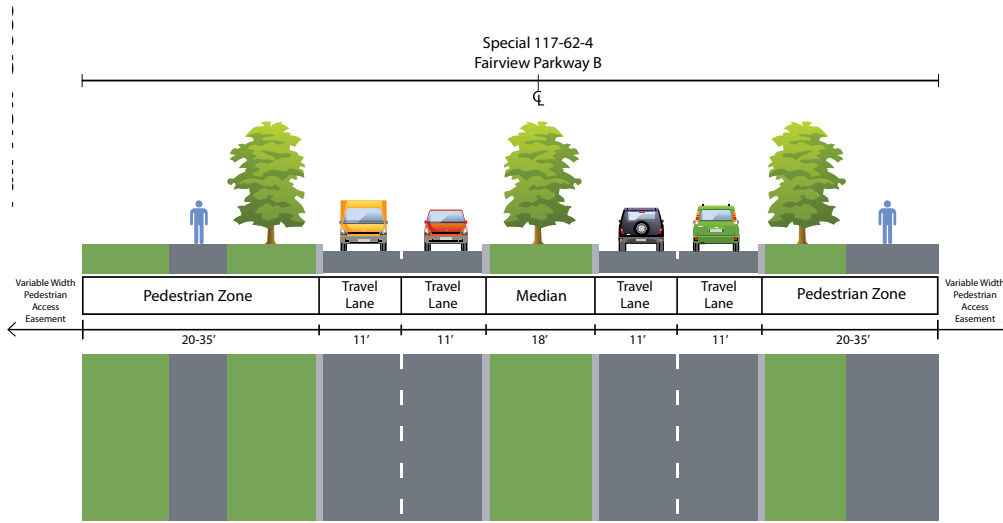 Special 117-62-4
Fairview Parkway B
℄
Variable Width
Pedestrian
Access
Easement
Pedestrian Zone
Travel
Lane
Travel
Lane
Median
Travel
Lane
Travel
Lane
Pedestrian Zone
Variable Width
Pedestrian
Access
Easement
20-35’
11’
11’
18’
11’
11’
20-35’